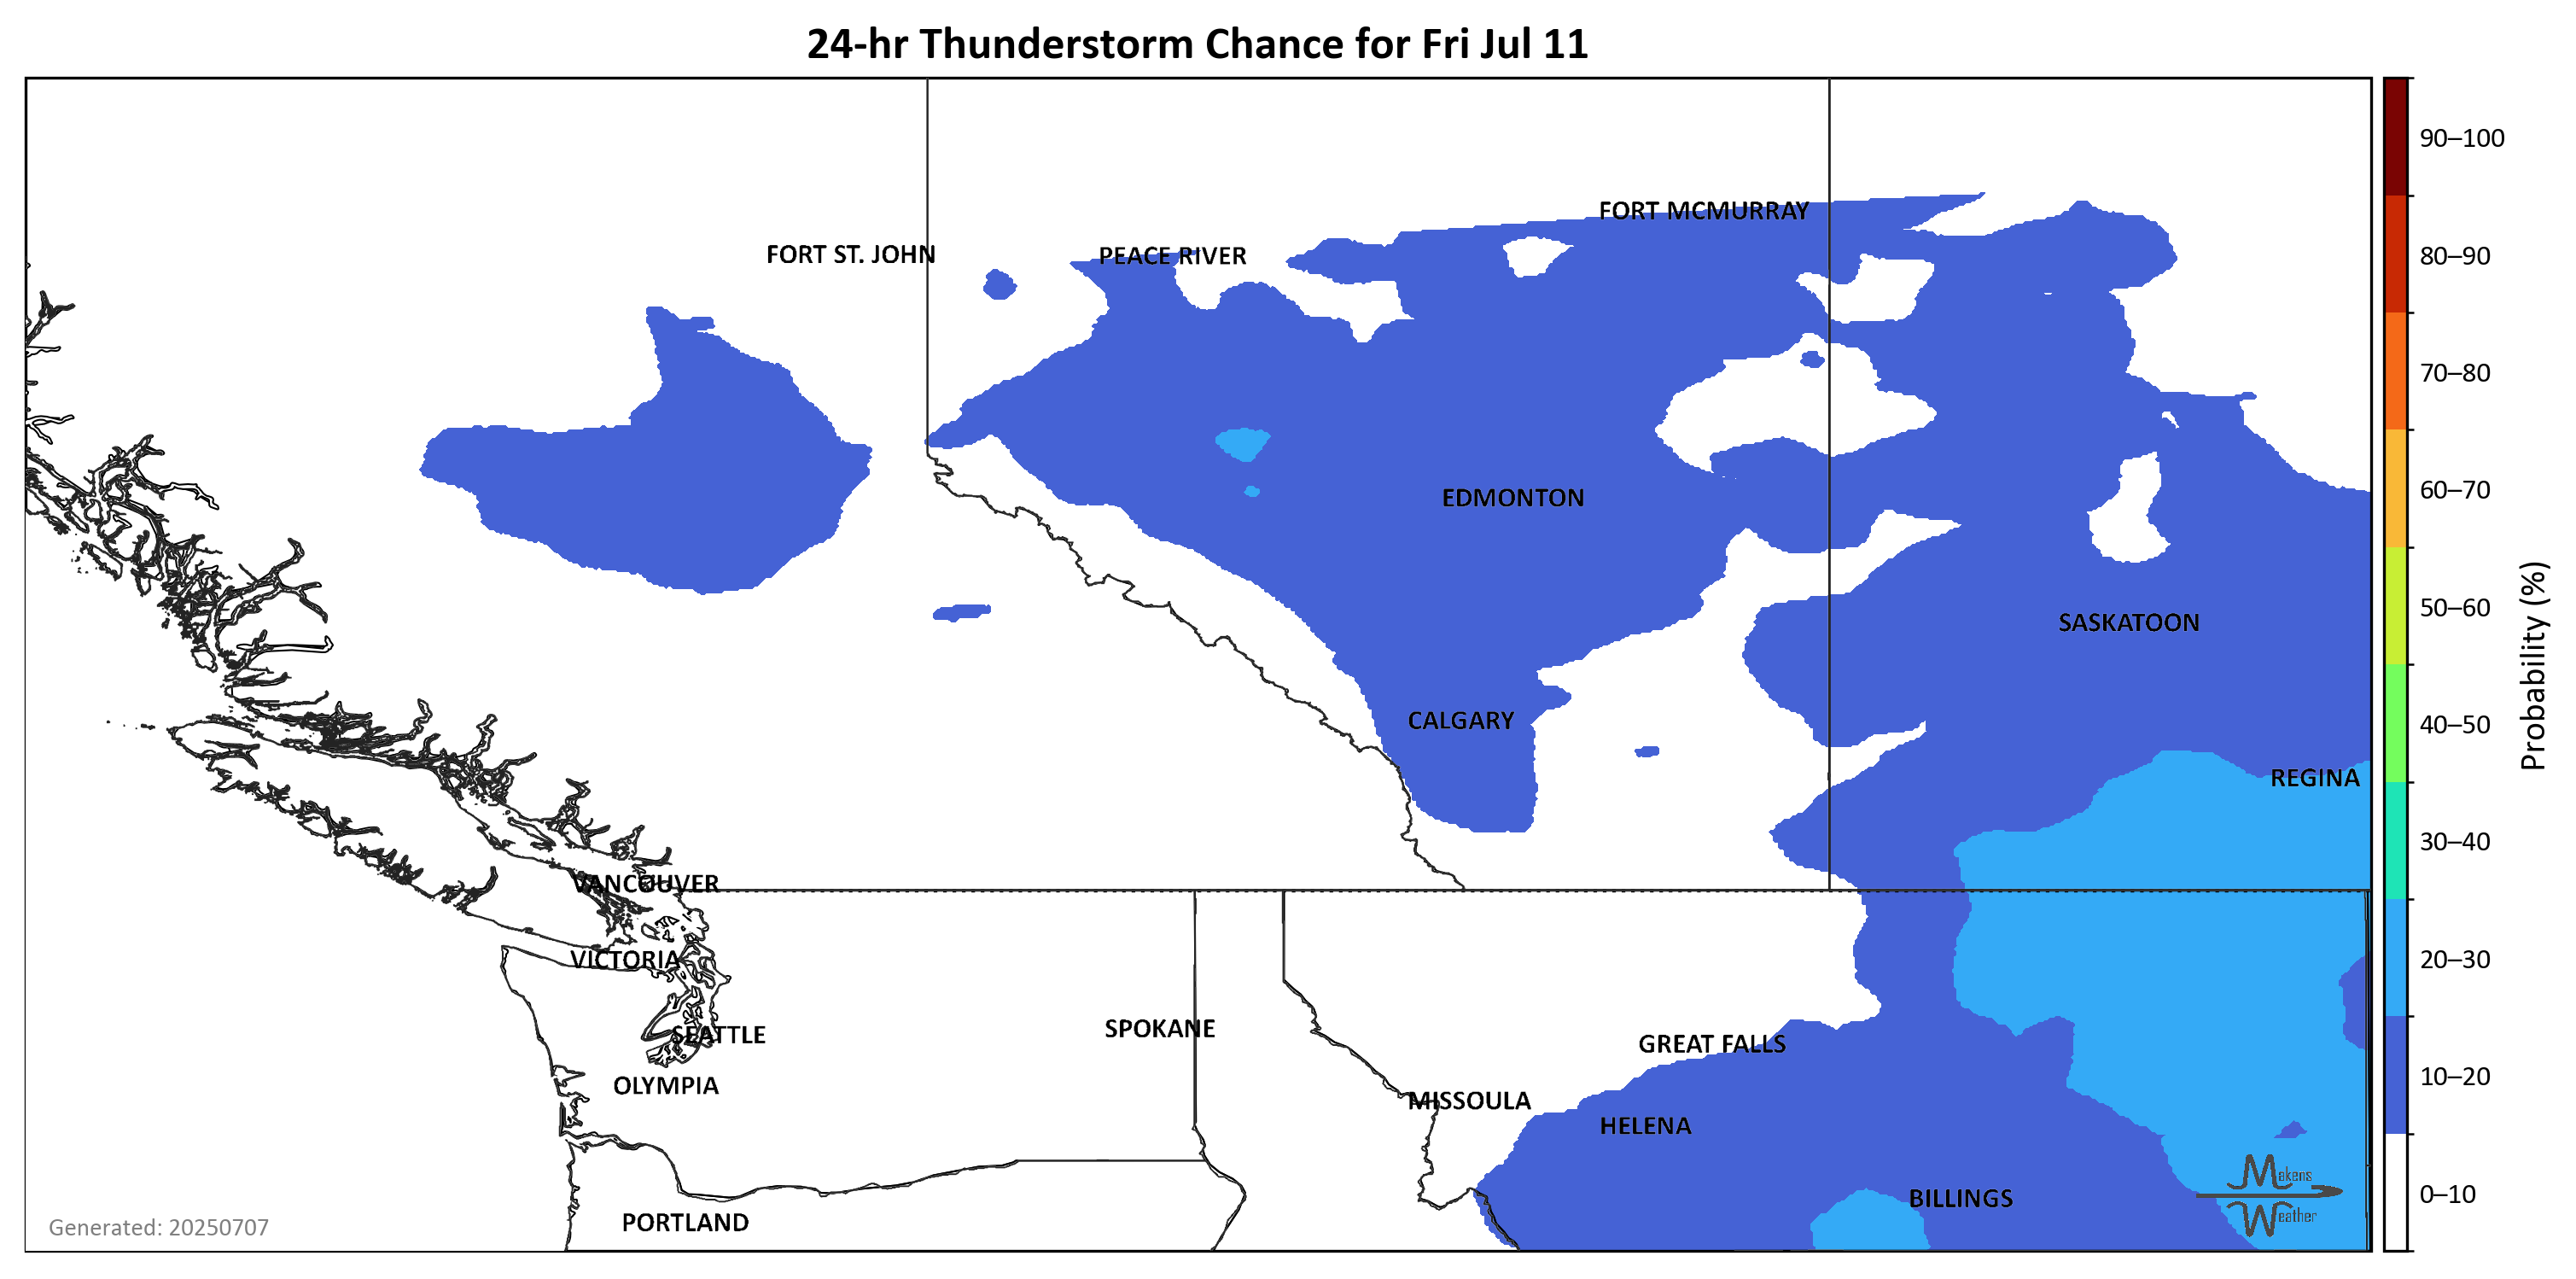 24-hr Thunderstorm Chance for Fri Jul 11
90–100
FORT MCMURRAY
FORT ST. JOHN
PEACE RIVER
80–90
70–80
60–70
EDMONTON
50–60
SASKATOON
Probability (%)
CALGARY
40–50
REGINA
30–40
VANCOUVER
VICTORIA
20–30
SPOKANE
SEATTLE
GREAT FALLS
OLYMPIA
10–20
MISSOULA
HELENA
Makens
Weather
0–10
BILLINGS
PORTLAND
Generated: 20250707